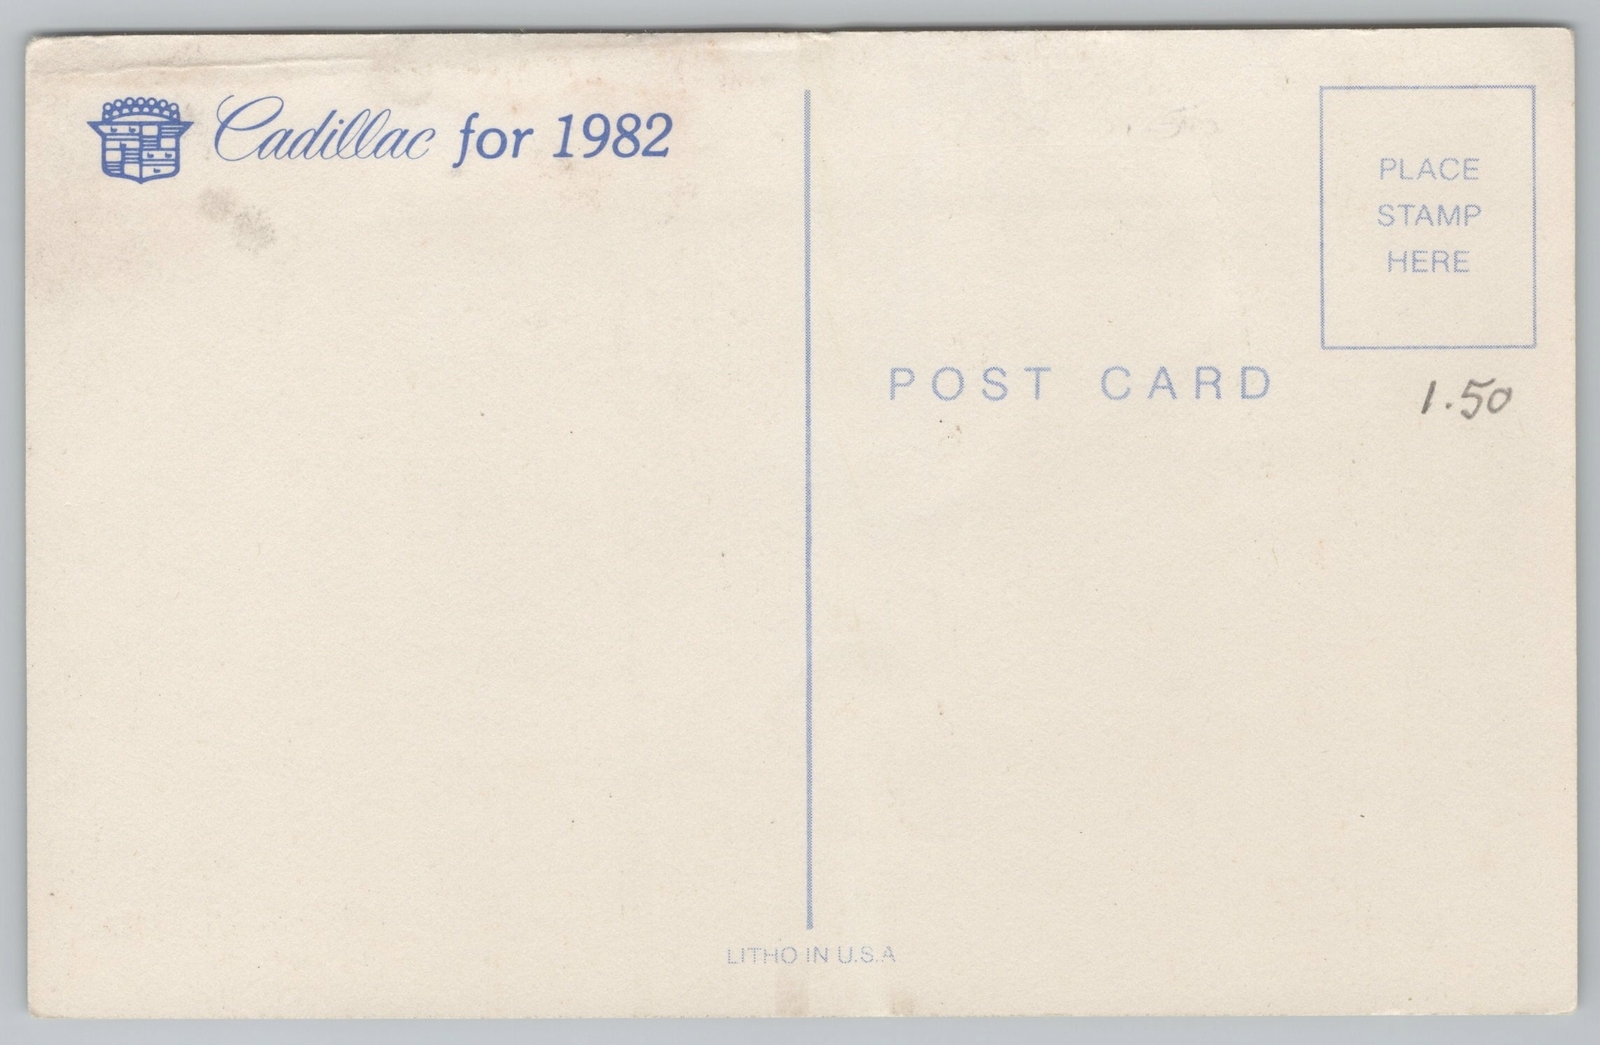 Cadillac for 1982
PLACE
STAMP
HERE
POST CARD
1.50
LITHO IN U.S.A